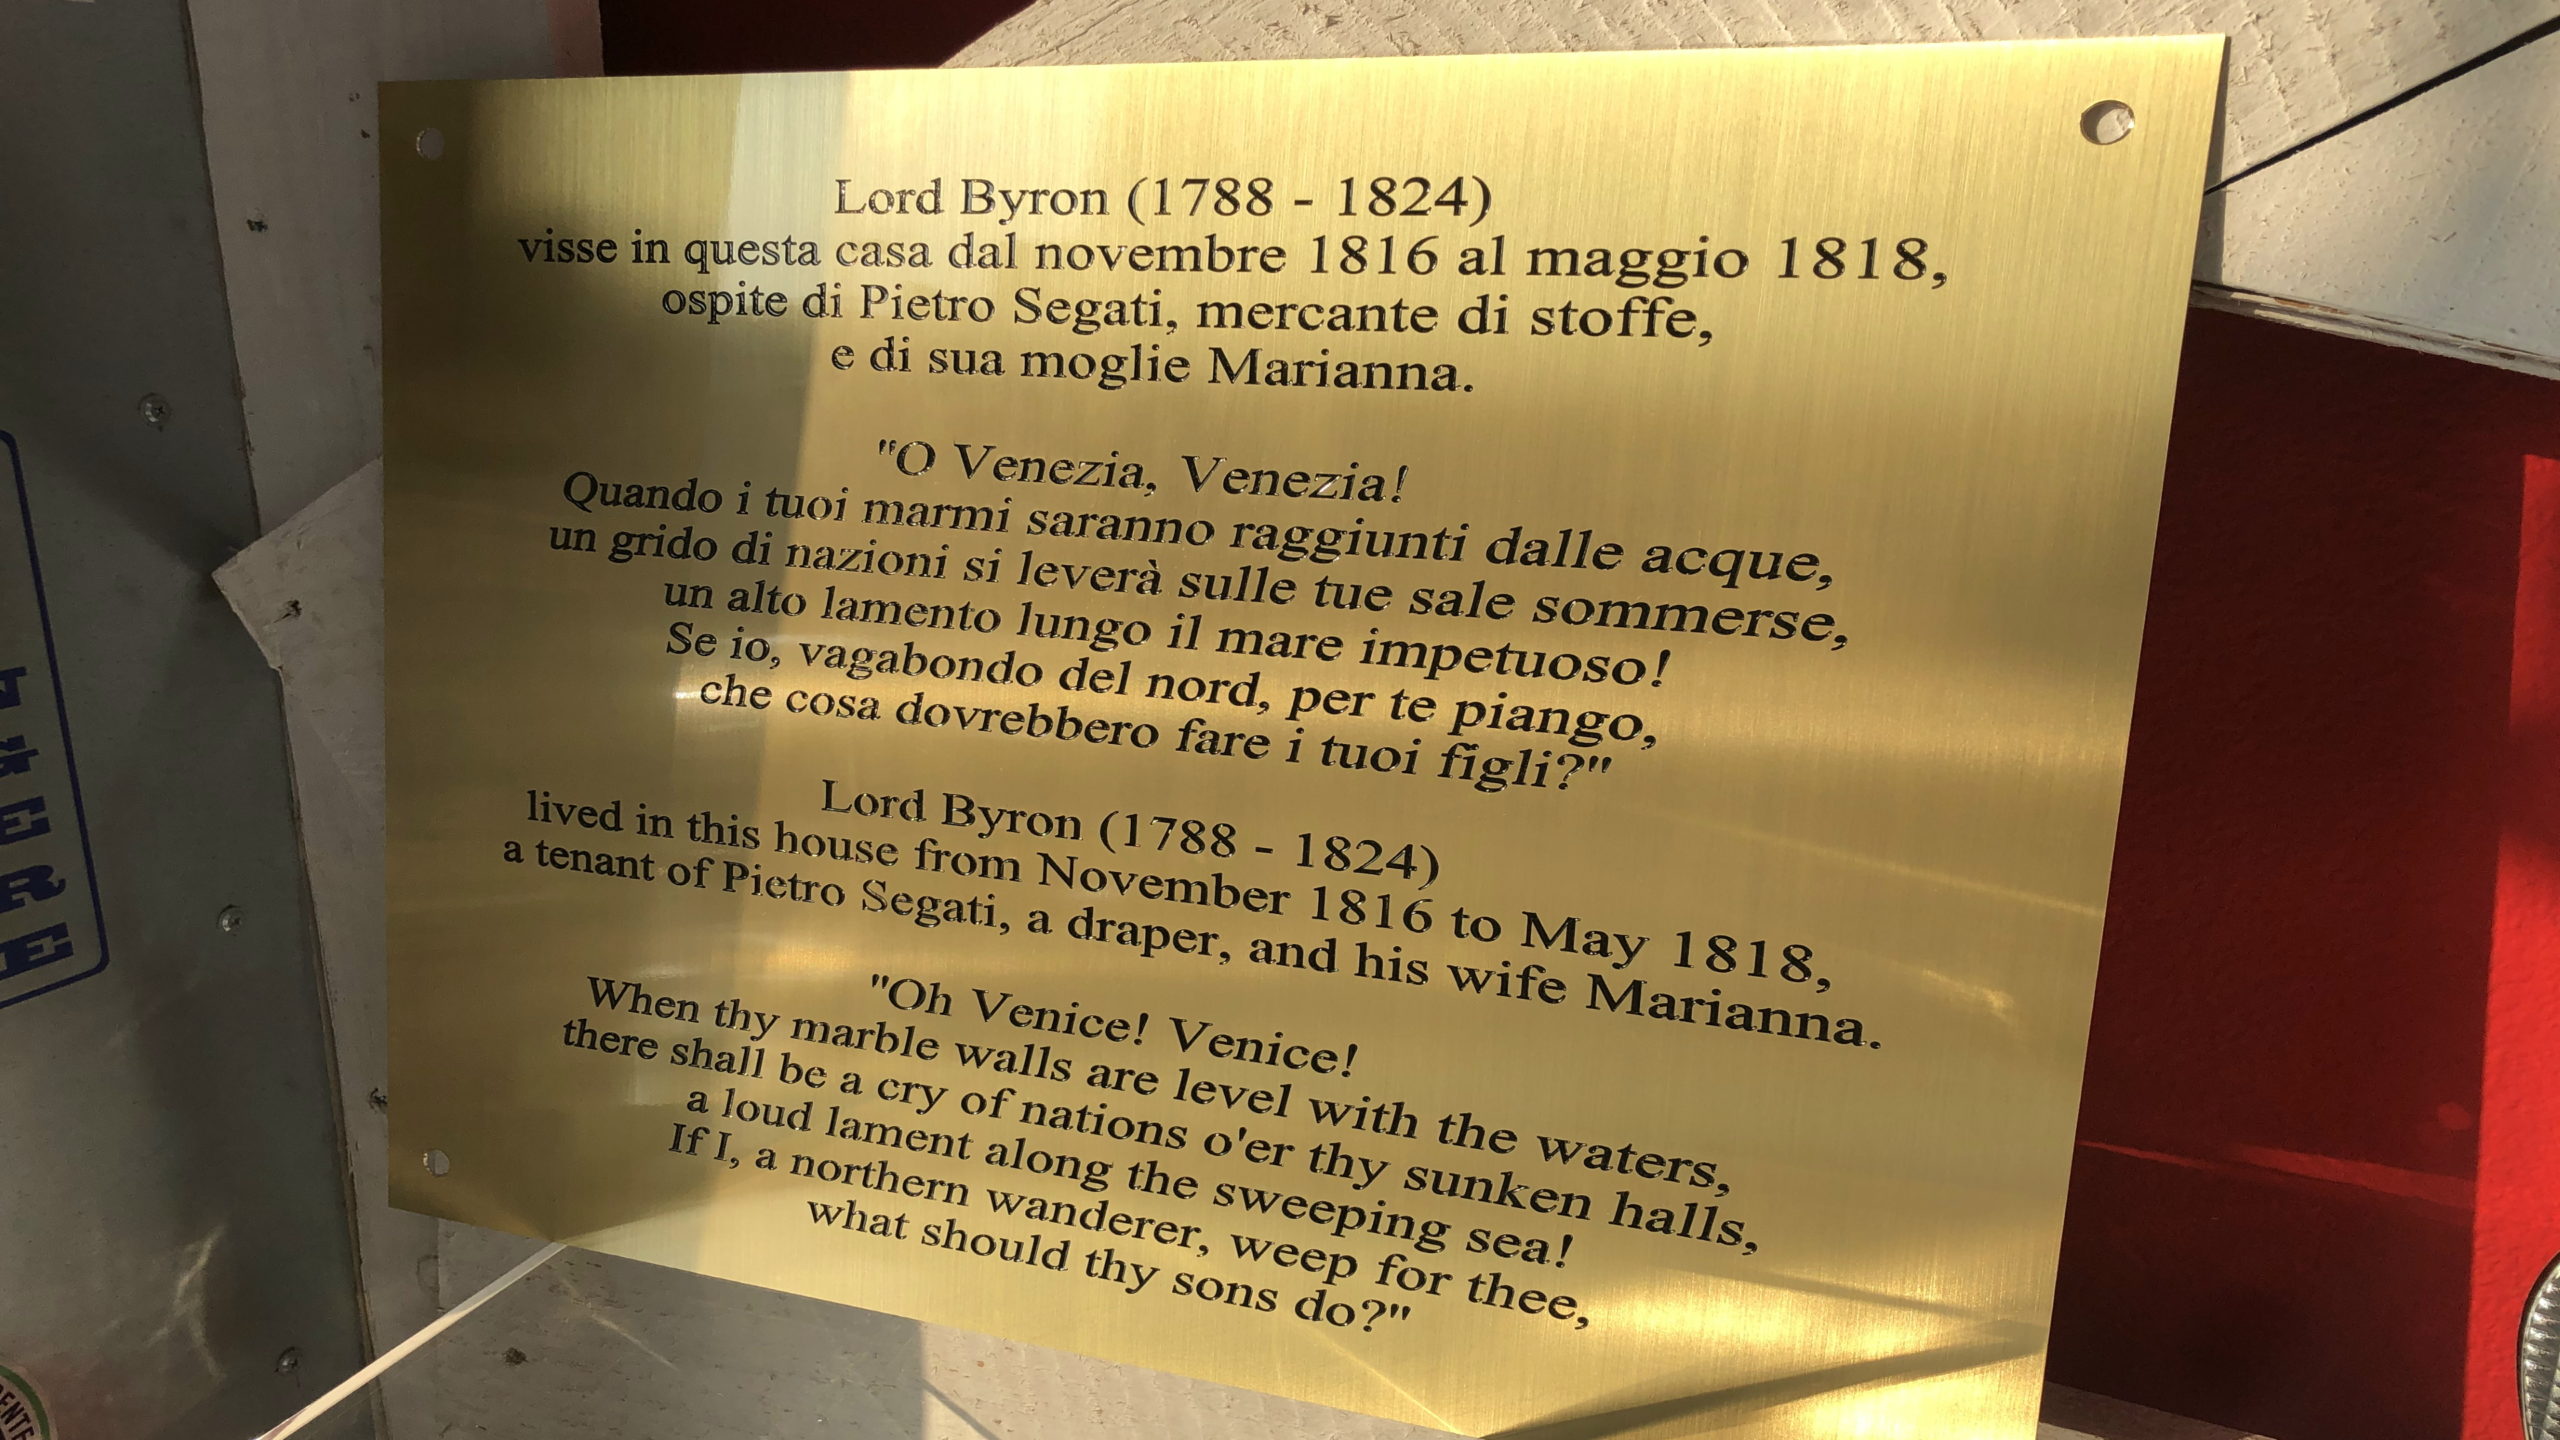 Lord Byron (1788 - 1824)
visse in questa casa dal novembre 1816 al maggio 1818,
ospite di Pietro Segati, mercante di stoffe,
e di sua moglie Marianna.
"O Venezia, Venezia!
Quando i tuoi marmi saranno raggiunti dalle acque,
un grido di nazioni si leverà sulle tue sale sommerse,
un alto lamento lungo il mare impetuoso!
Se io, vagabondo del nord, per te piango,
che cosa dovrebbero fare i tuoi figli?"
Lord Byron (1788 - 1824)
lived in this house from November 1816 to May 1818,
a tenant of Pietro Segati, a draper, and his wife Marianna.
"Oh Venice! Venice!
When thy marble walls are level with the waters,
there shall be a cry of nations o'er thy sunken halls,
a loud lament along the sweeping sea!
If I, a northern wanderer, weep for thee,
what should thy sons do?"